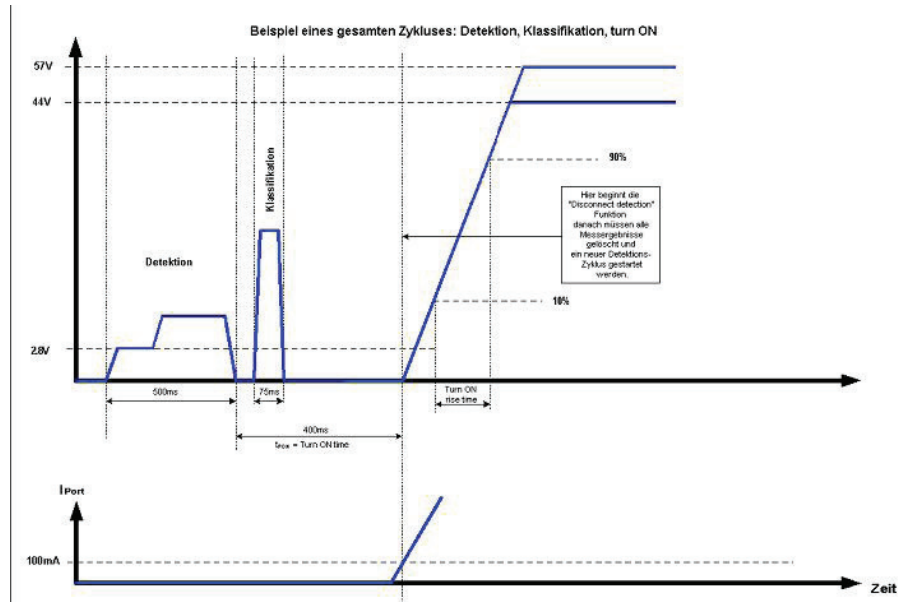 Beispiel eines gesamten Zykluses: Detektion, Klassifikation, turn ON
57V
44V
90%
Klassifikation
Hier beginnt die
"Disconnect detection"
Funktion
danach müssen alle
Messergebnisse
gelöscht und
ein neuer Detektions-
Zyklus gestartet
werden.
Detektion
10%
2.8V
500ms
75ms
Turn ON
rise time
400ms
= Turn ON time
I Port
100mA
Zeit